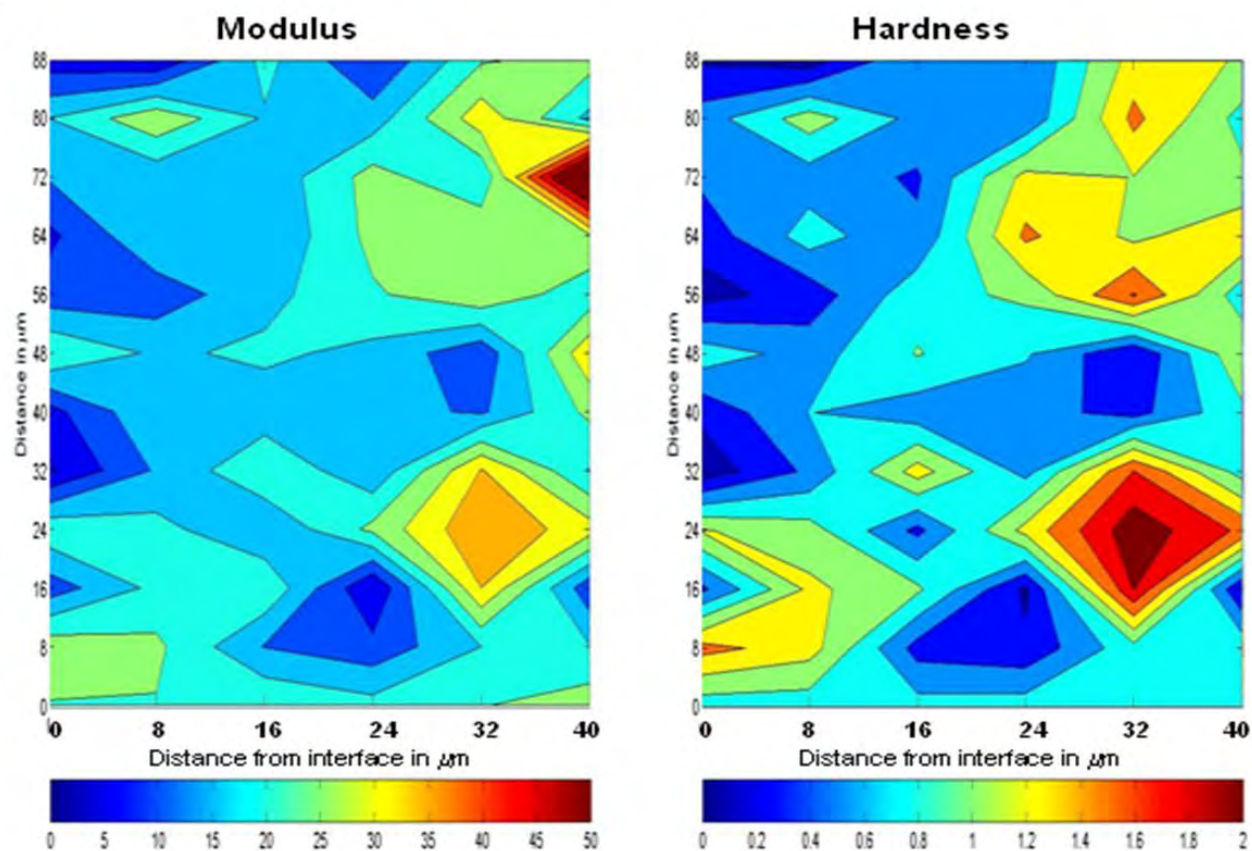 Modulus
88
80
72
64
56
48
40
32
24
16
8
0
Distance in μm
0 8 16 24 32 40
Distance from interface in μm
0 5 10 15 20 25 30 35 40 45 50
Hardness
88
80
72
64
56
48
40
32
24
16
8
0
Distance in μm
0 8 16 24 32 40
Distance from interface in μm
0 0.2 0.4 0.6 0.8 1 1.2 1.4 1.6 1.8 2